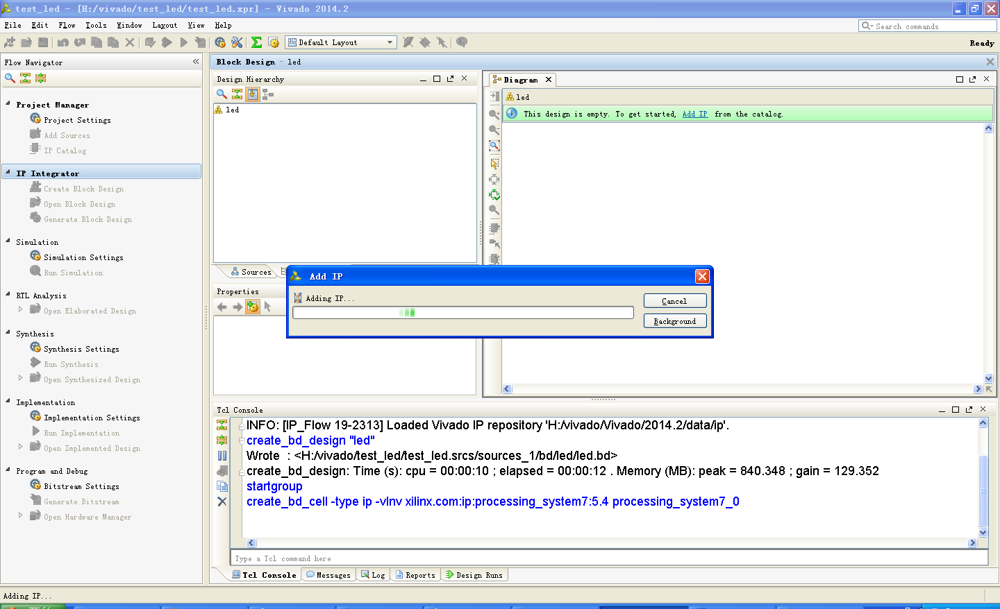 test_led - [H:/vivado/test_led/test_led.xpr] - Vivado 2014.2
File Edit Flow Tools Window Layout View Help
Search commands
Default Layout
Ready
Flow Navigator
Project Manager
Project Settings
Add Sources
IP Catalog
IP Integrator
Create Block Design
Open Block Design
Generate Block Design
Simulation
Simulation Settings
Run Simulation
RTL Analysis
Open Elaborated Design
Synthesis
Synthesis Settings
Run Synthesis
Open Synthesized Design
Implementation
Implementation Settings
Run Implementation
Open Implemented Design
Program and Debug
Bitstream Settings
Generate Bitstream
Open Hardware Manager
Block Design - led
Design Hierarchy
led
Sources
Properties
Diagram
led
This design is empty. To get started, Add IP from the catalog.
Add IP
Adding IP...
Cancel
Background
Tcl Console
INFO: [IP_Flow 19-2313] Loaded Vivado IP repository 'H:/vivado/Vivado/2014.2/data/ip'.
create_bd_design "led"
Wrote : <H:/vivado/test_led/test_led.srcs/sources_1/bd/led/led.bd>
create_bd_design: Time (s): cpu = 00:00:10 ; elapsed = 00:00:12 . Memory (MB): peak = 840.348 ; gain = 129.352
startgroup
create_bd_cell -type ip -vlnv xilinx.com:ip:processing_system7:5.4 processing_system7_0
Type a Tcl command here
Tcl Console Messages Log Reports Design Runs
Adding IP...